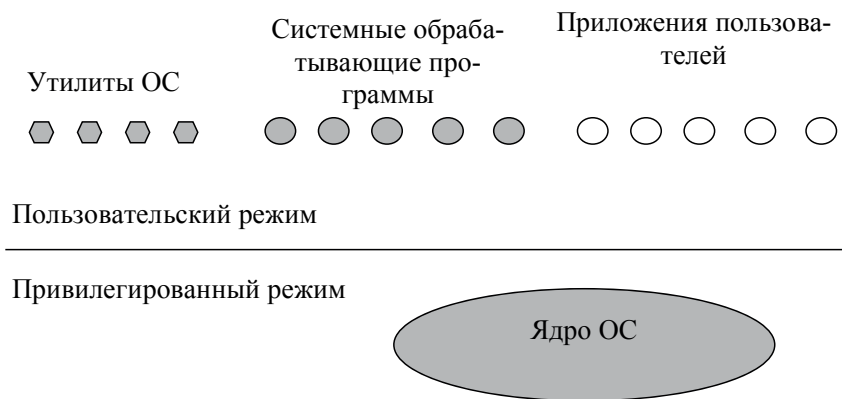 Утилиты ОС
Системные обраба-
тывающие про-
граммы
Приложения пользова-
телей
Пользовательский режим
Привилегированный режим
Ядро ОС